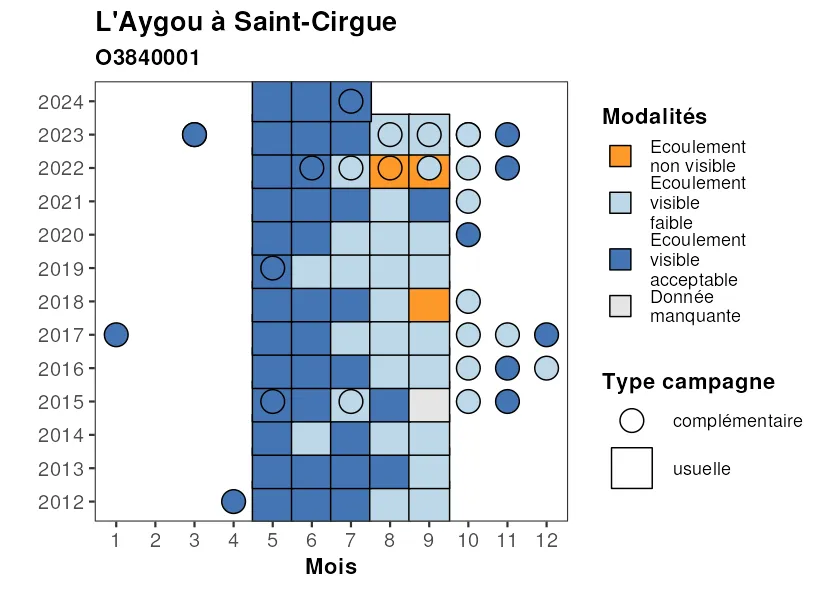 L'Aygou à Saint-Cirgue
O3840001
2024
2023
2022
2021
2020
2019
2018
2017
2016
2015
2014
2013
2012
1 2 3 4 5 6 7 8 9 10 11 12
Mois
Modalités
Ecoulement
non visible
Ecoulement
visible
faible
Ecoulement
visible
acceptable
Donnée
manquante
Type campagne
complémentaire
usuelle